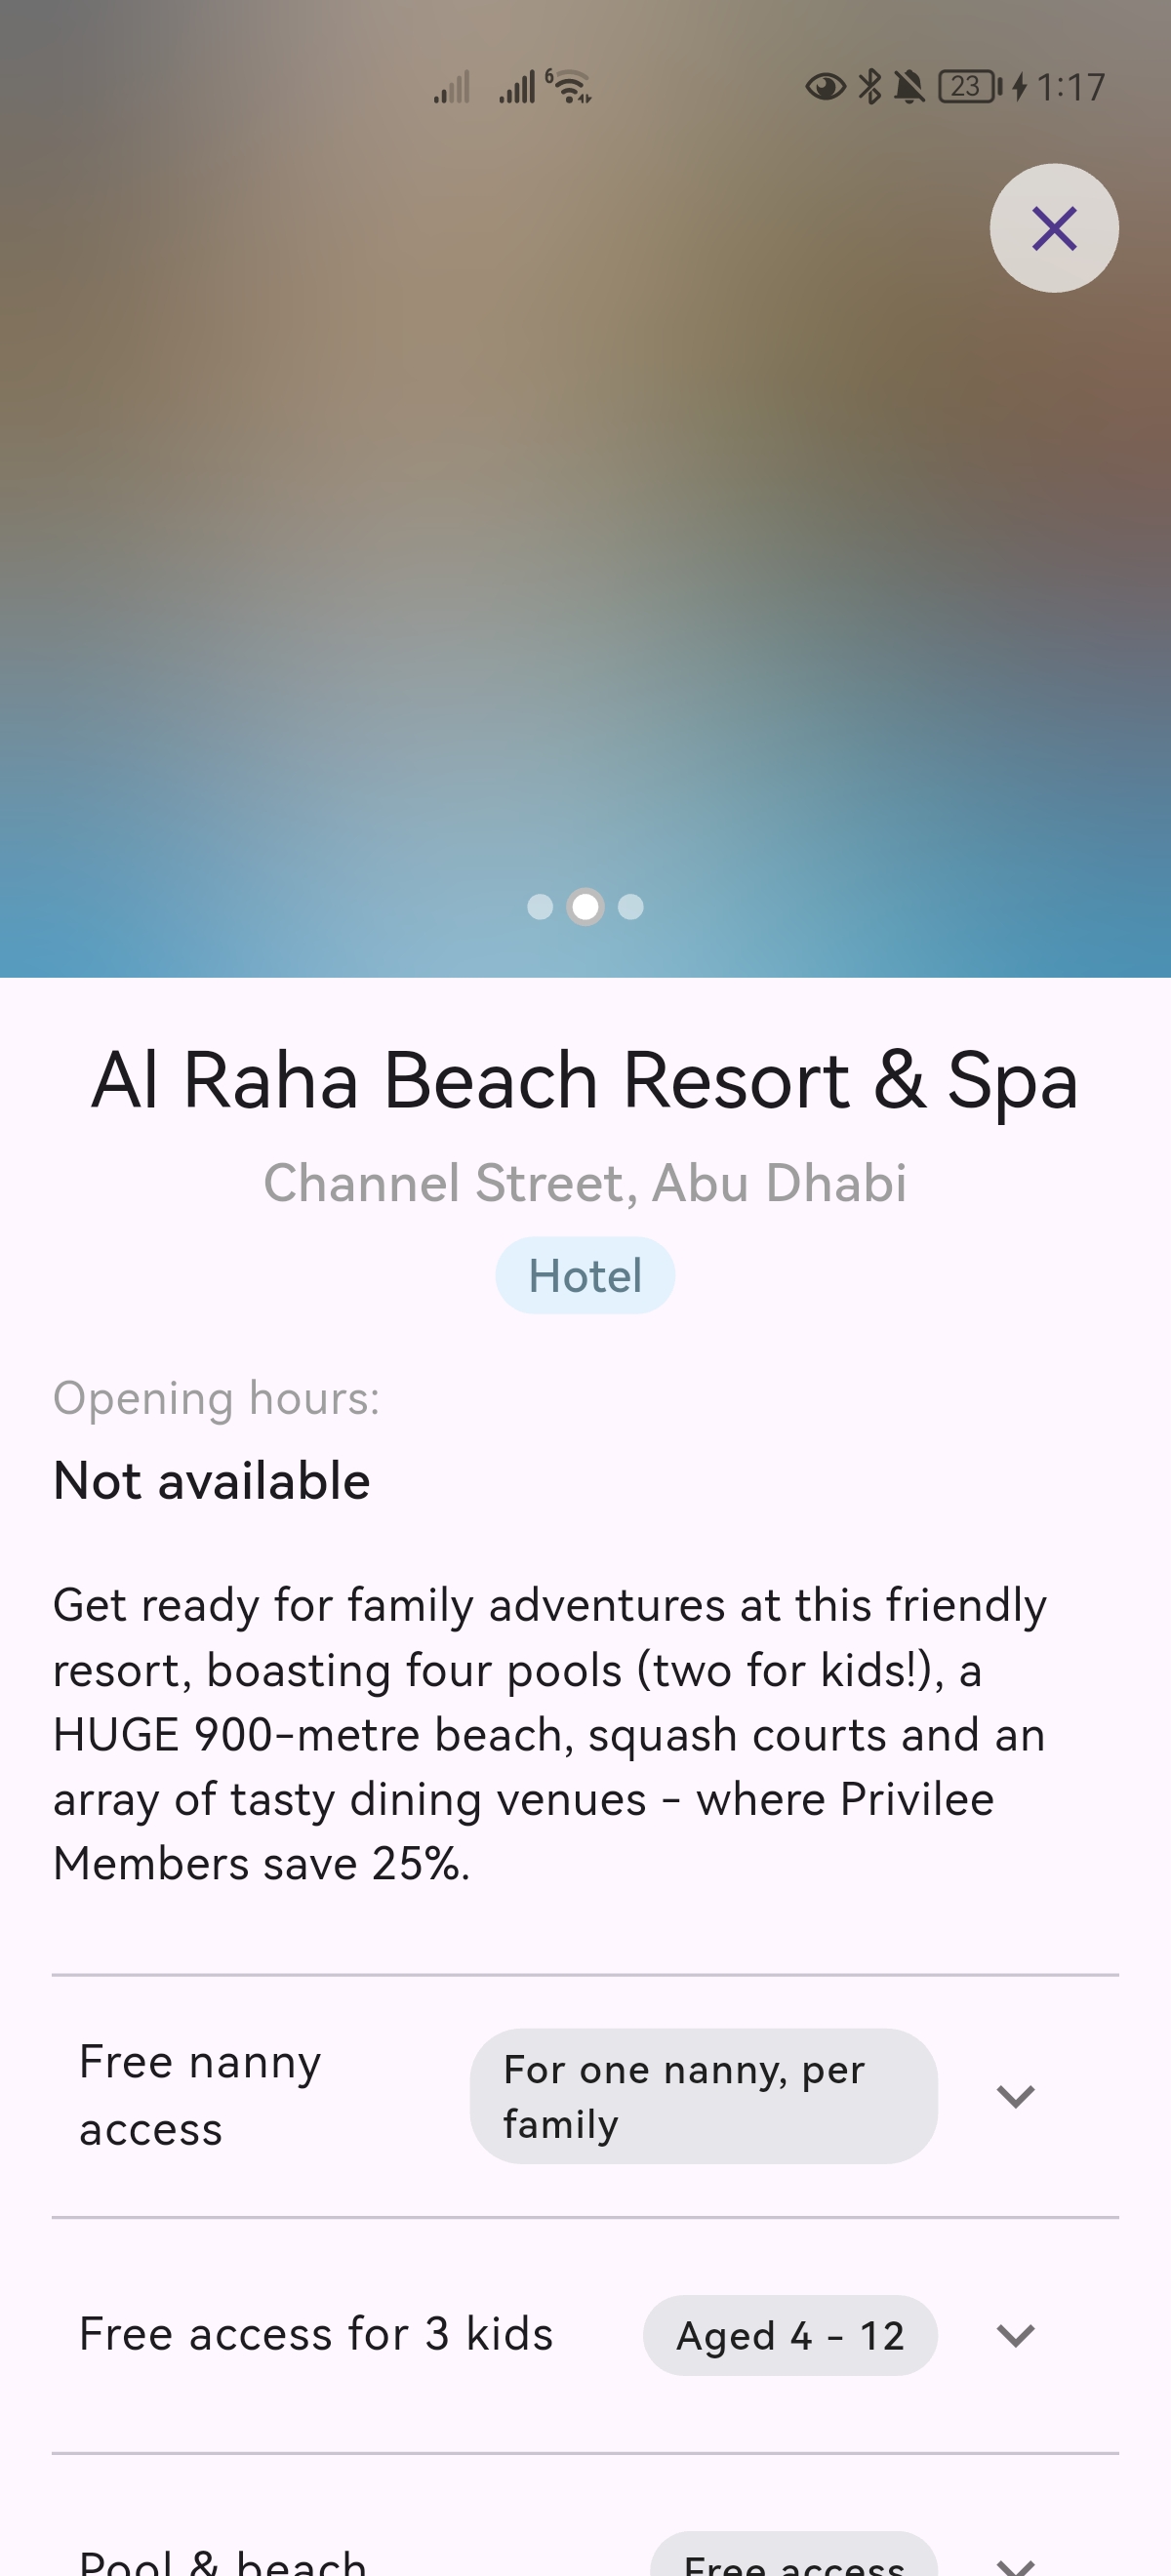 6 23 1:17
Al Raha Beach Resort & Spa
Channel Street, Abu Dhabi
Hotel
Opening hours:
Not available
Get ready for family adventures at this friendly
resort, boasting four pools (two for kids!), a
HUGE 900-metre beach, squash courts and an
array of tasty dining venues - where Privilee
Members save 25%.
Free nanny
access
For one nanny, per
family
Free access for 3 kids
Aged 4 - 12
Pool & beach
Free access